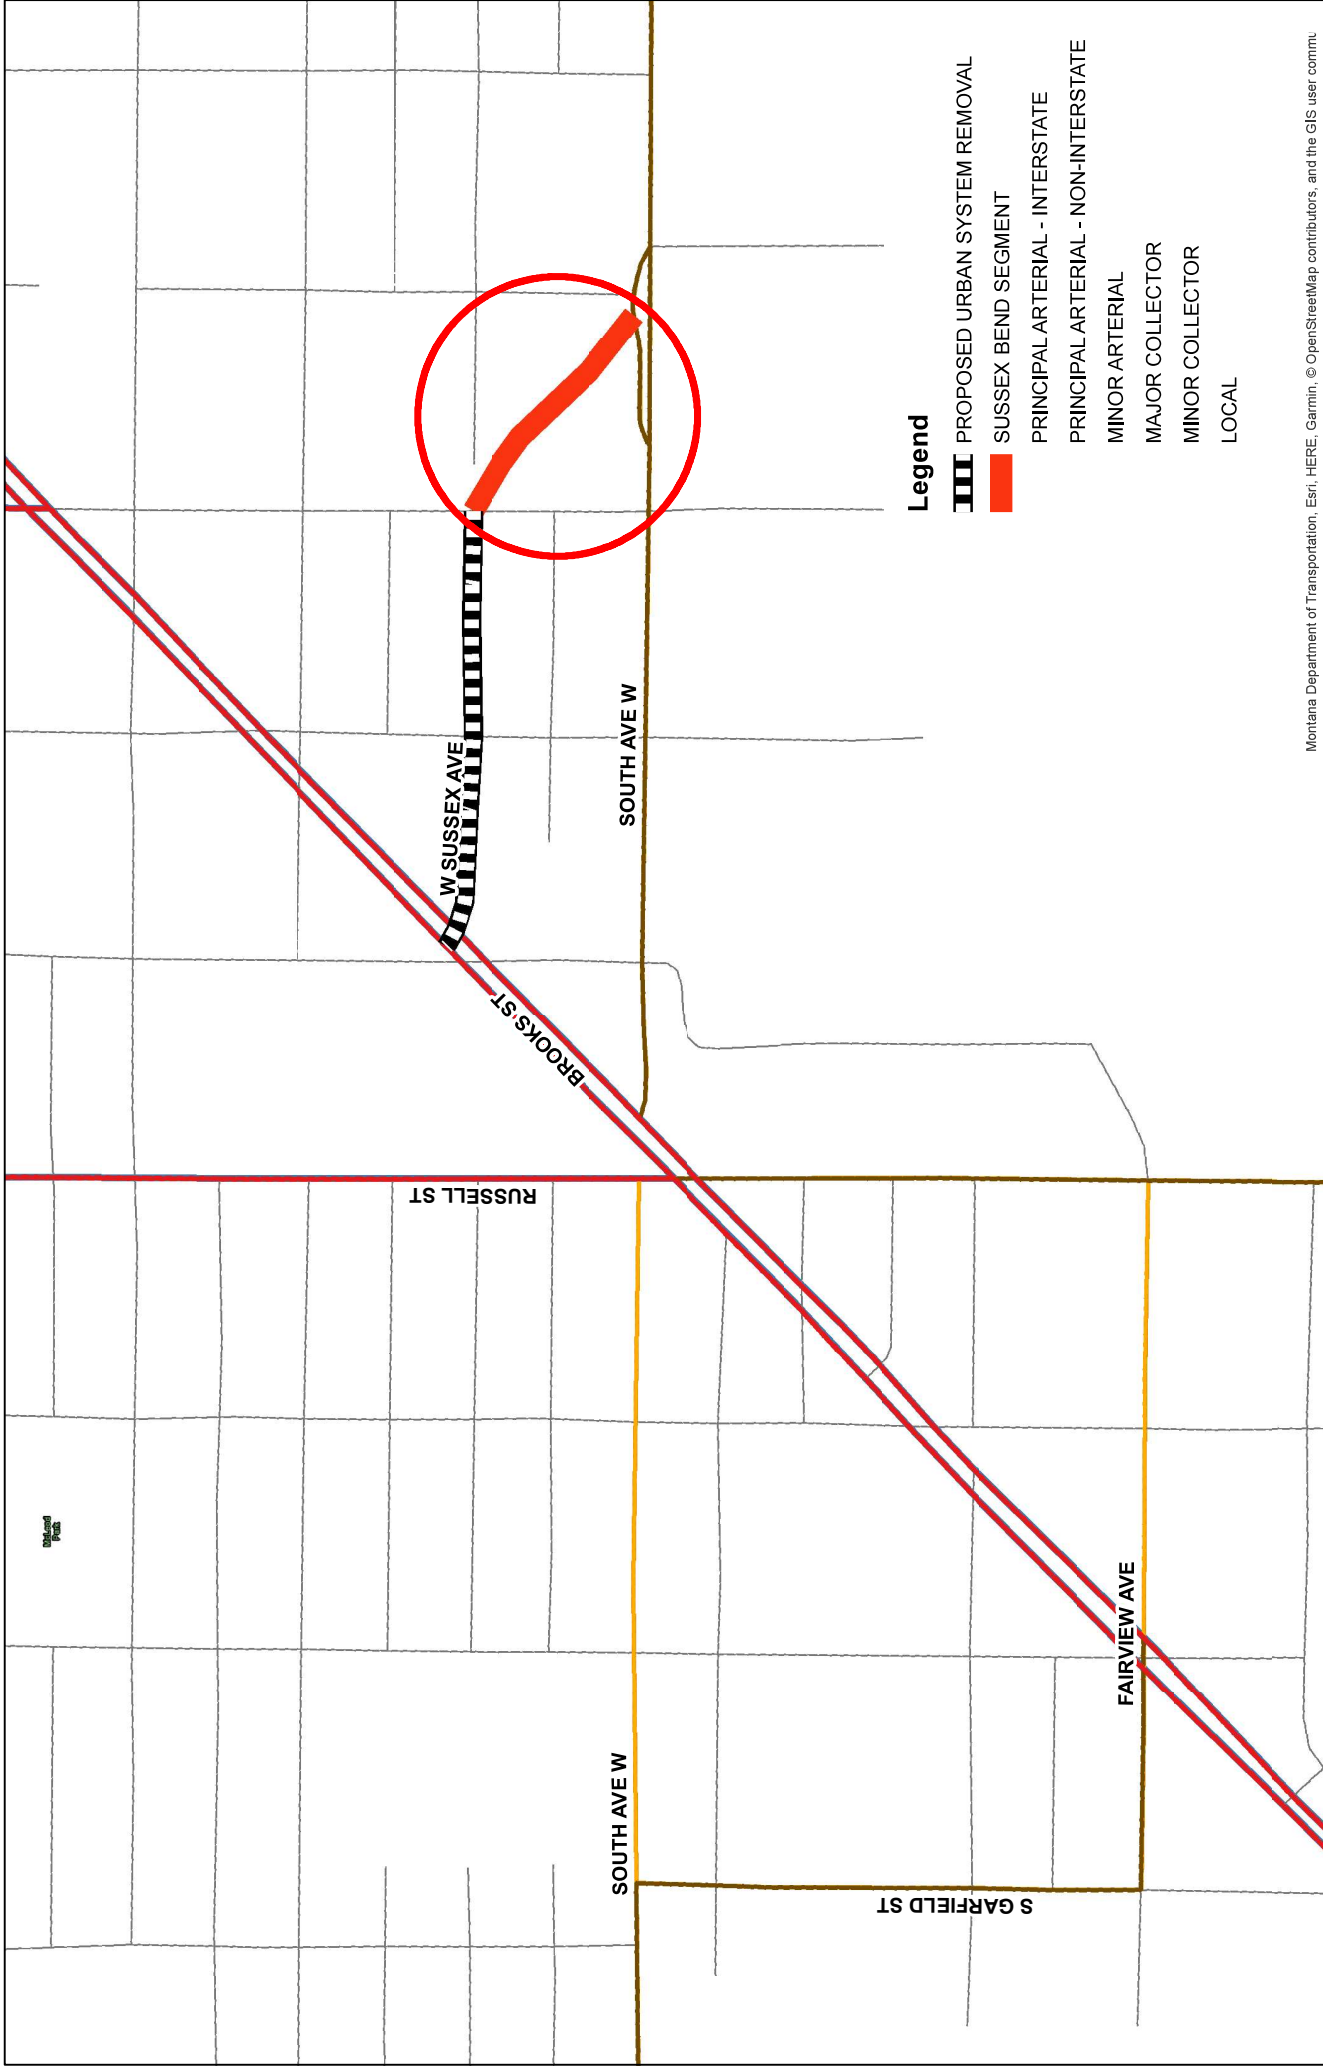 McLeod
Park
RUSSELL ST
W SUSSEX AVE
BROOKS ST
SOUTH AVE W
SOUTH AVE W
S GARFIELD ST
FAIRVIEW AVE
Legend
PROPOSED URBAN SYSTEM REMOVAL
SUSSEX BEND SEGMENT
PRINCIPAL ARTERIAL - INTERSTATE
PRINCIPAL ARTERIAL - NON-INTERSTATE
MINOR ARTERIAL
MAJOR COLLECTOR
MINOR COLLECTOR
LOCAL
Montana Department of Transportation, Esri, HERE, Garmin, © OpenStreetMap contributors, and the GIS user commu